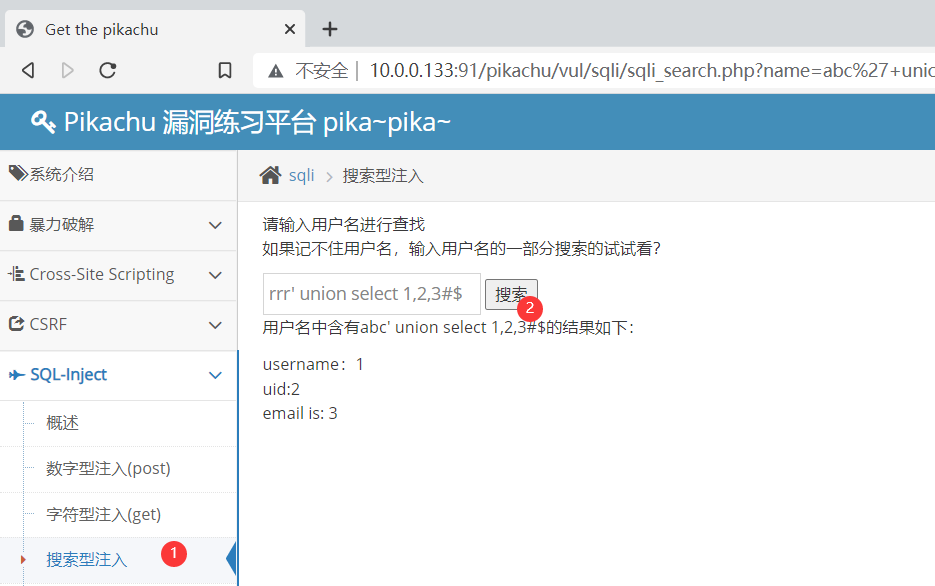 Get the pikachu
不安全 | 10.0.0.133:91/pikachu/vul/sqli/sqli_search.php?name=abc%27+unio
Pikachu 漏洞练习平台 pika~pika~
系统介绍
暴力破解
Cross-Site Scripting
CSRF
SQL-Inject
概述
数字型注入(post)
字符型注入(get)
搜索型注入 1
sqli > 搜索型注入
请输入用户名进行查找
如果记不住用户名，输入用户名的一部分搜索的试试看？
rrr' union select 1,2,3#$ 搜索 2
用户名中含有abc' union select 1,2,3#$的结果如下：
username：1
uid:2
email is: 3